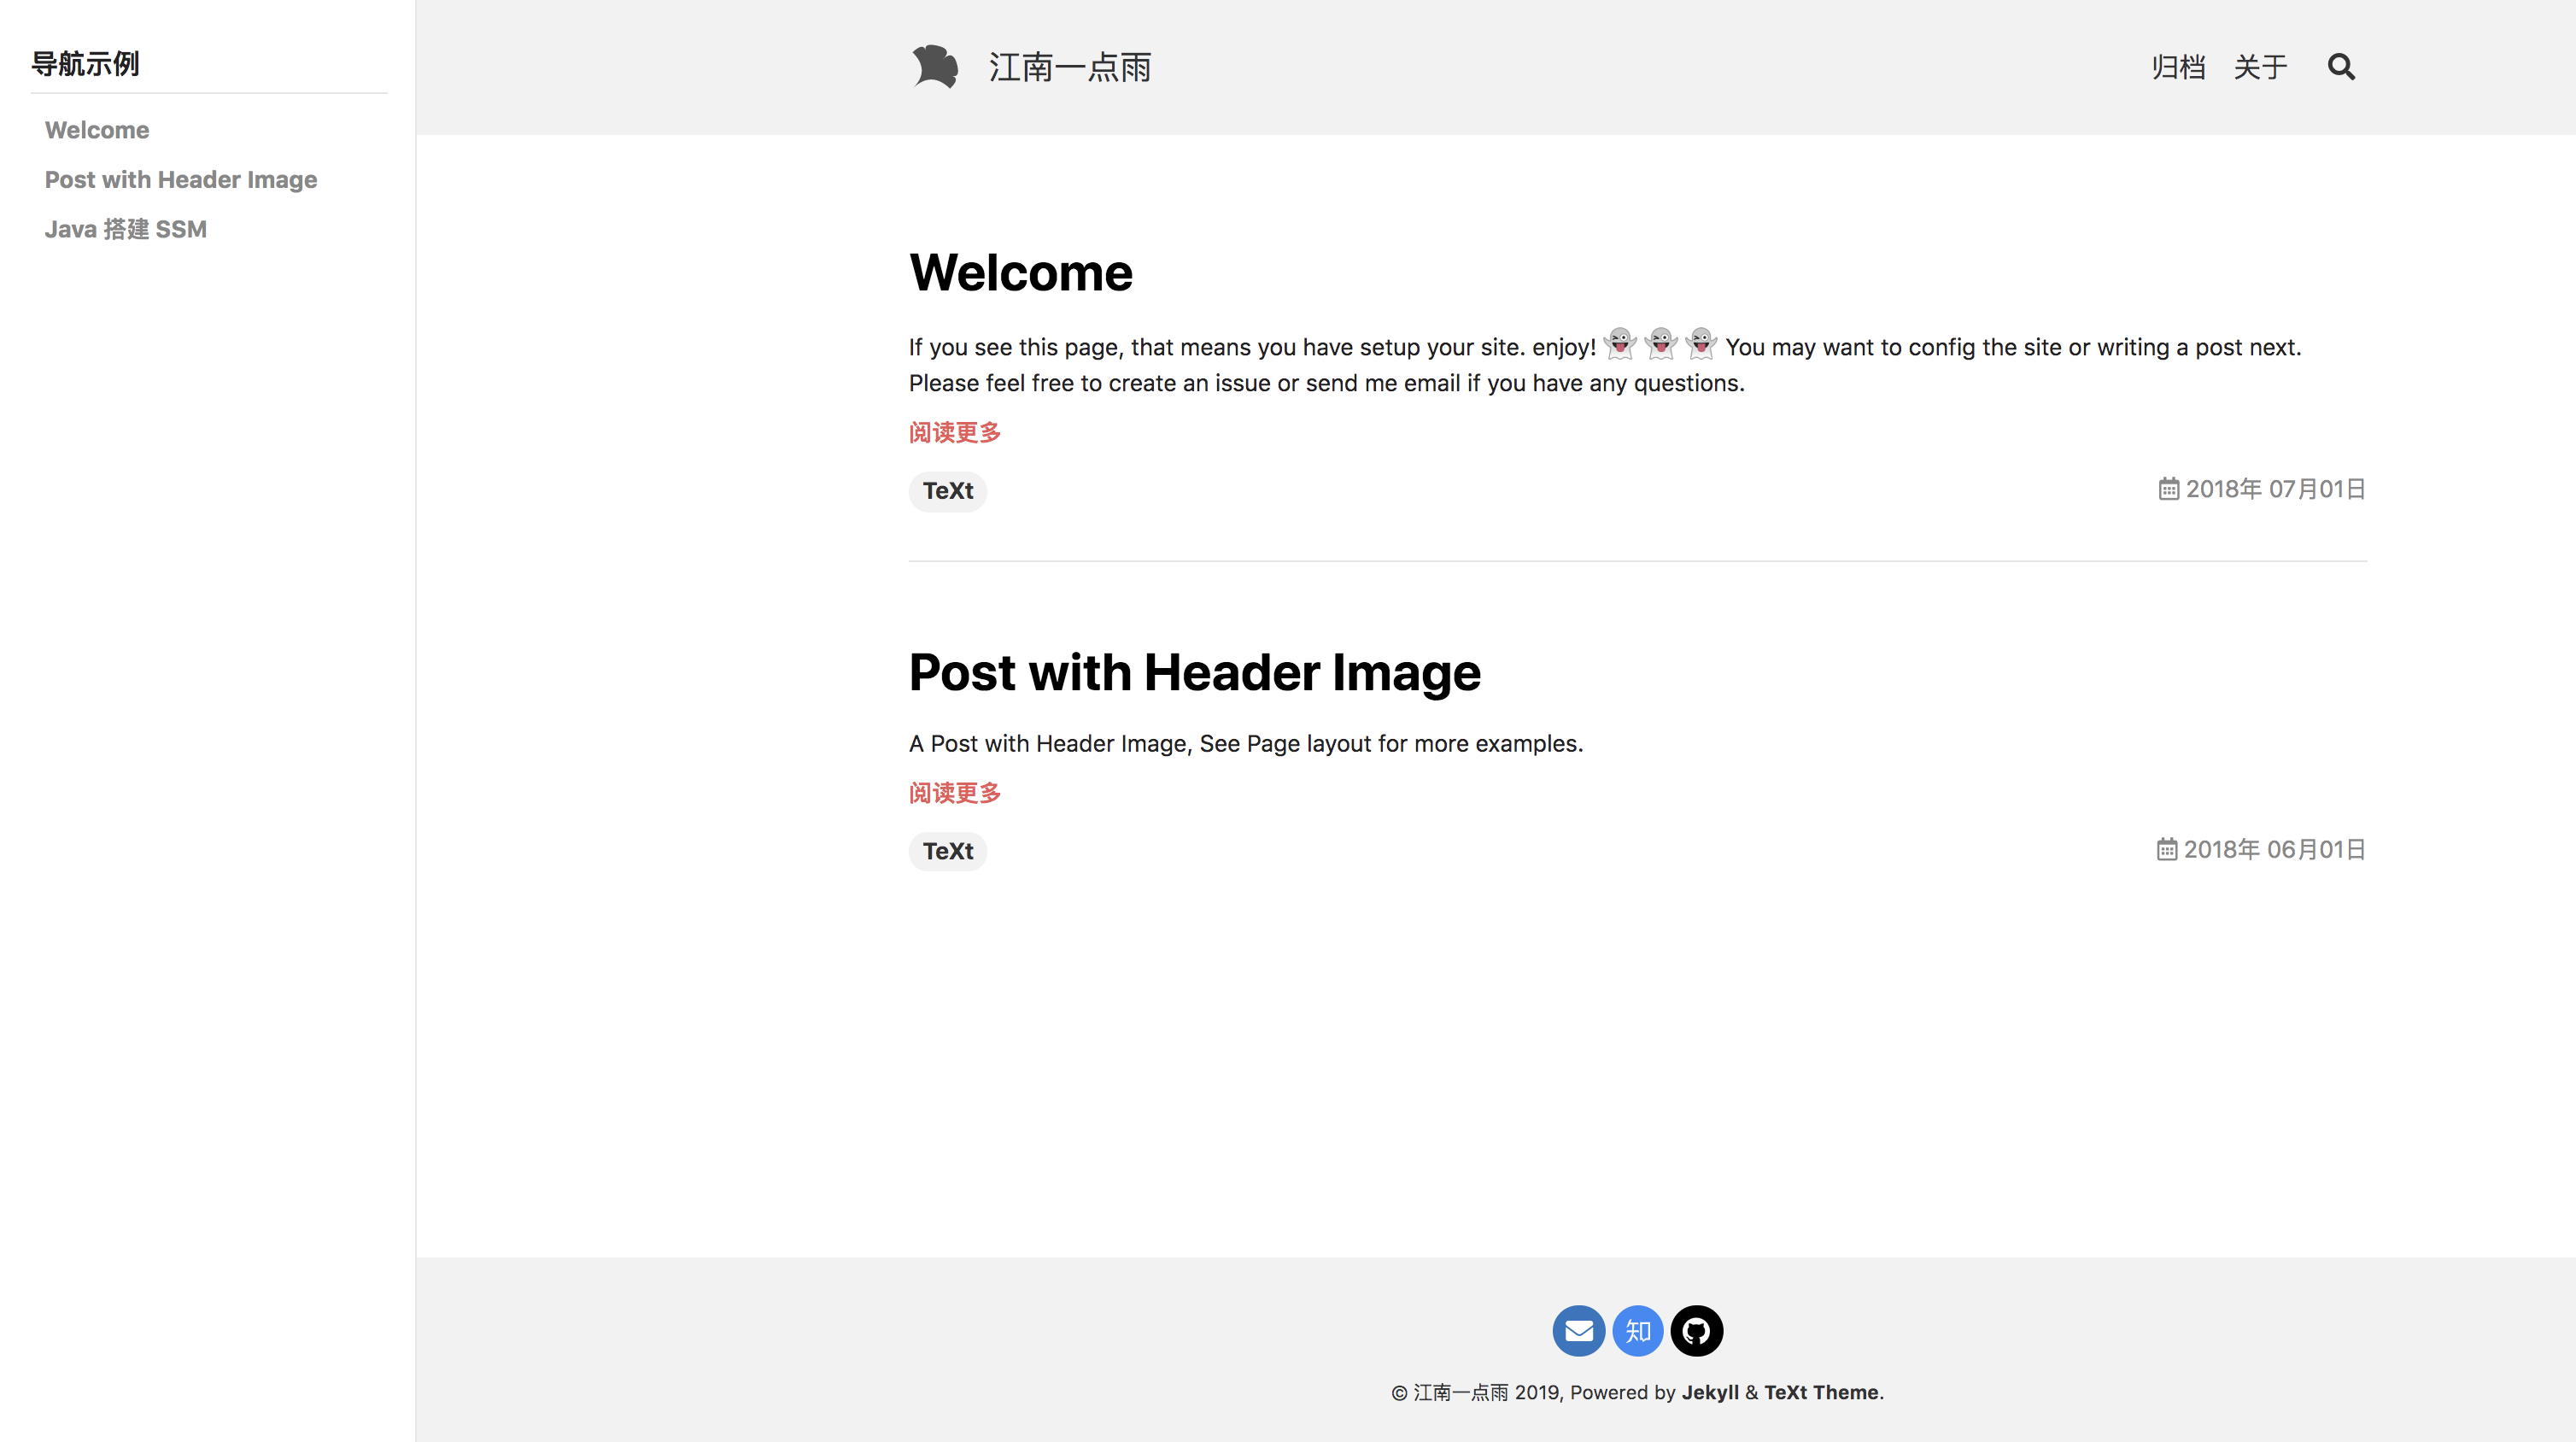 导航示例
Welcome
Post with Header Image
Java 搭建 SSM
江南一点雨
归档 关于
Welcome
If you see this page, that means you have setup your site. enjoy! 👻 👻 👻 You may want to config the site or writing a post next.
Please feel free to create an issue or send me email if you have any questions.
阅读更多
TeXt
2018年 07月01日
Post with Header Image
A Post with Header Image, See Page layout for more examples.
阅读更多
TeXt
2018年 06月01日
知
© 江南一点雨 2019, Powered by Jekyll & TeXt Theme.